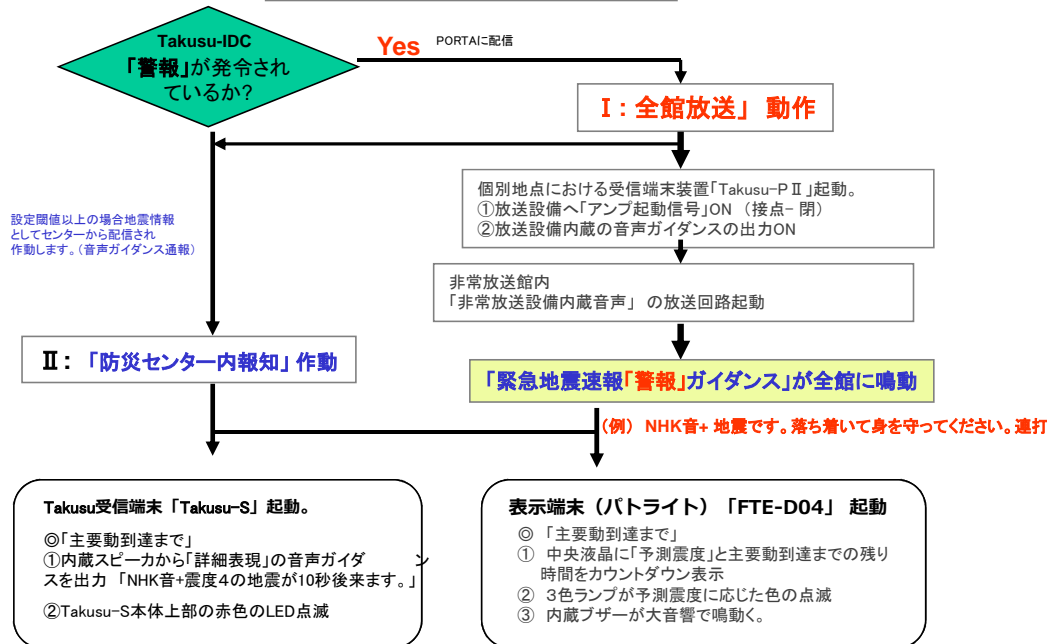 Takusu-IDC
「警報」が発令され
ているか?
Yes
PORTAに配信
Ⅰ：全館放送」 動作
設定閾値以上の場合地震情報
としてセンターから配信され
作動します。（音声ガイダンス通報）
個別地点における受信端末装置「Takusu-PⅡ」起動。
①放送設備へ「アンプ起動信号」ON （接点- 閉）
②放送設備内蔵の音声ガイダンスの出力ON
非常放送館内
「非常放送設備内蔵音声」 の放送回路起動
Ⅱ：「防災センター内報知」 作動
「緊急地震速報「警報」ガイダンス」が全館に鳴動
（例） NHK音+ 地震です。落ち着いて身を守ってください。連打
Takusu受信端末 「Takusu-S」 起動。
◎「主要動到達まで」
①内蔵スピーカから「詳細表現」の音声ガイダ ン
スを出力 「NHK音+震度４の地震が10秒後来ます。」
②Takusu-S本体上部の赤色のLED点滅
表示端末（パトライト） 「FTE-D04」 起動
◎ 「主要動到達まで」
① 中央液晶に「予測震度」と主要動到達までの残り
時間をカウントダウン表示
② 3色ランプが予測震度に応じた色の点滅
③ 内蔵ブザーが大音響で鳴動く。